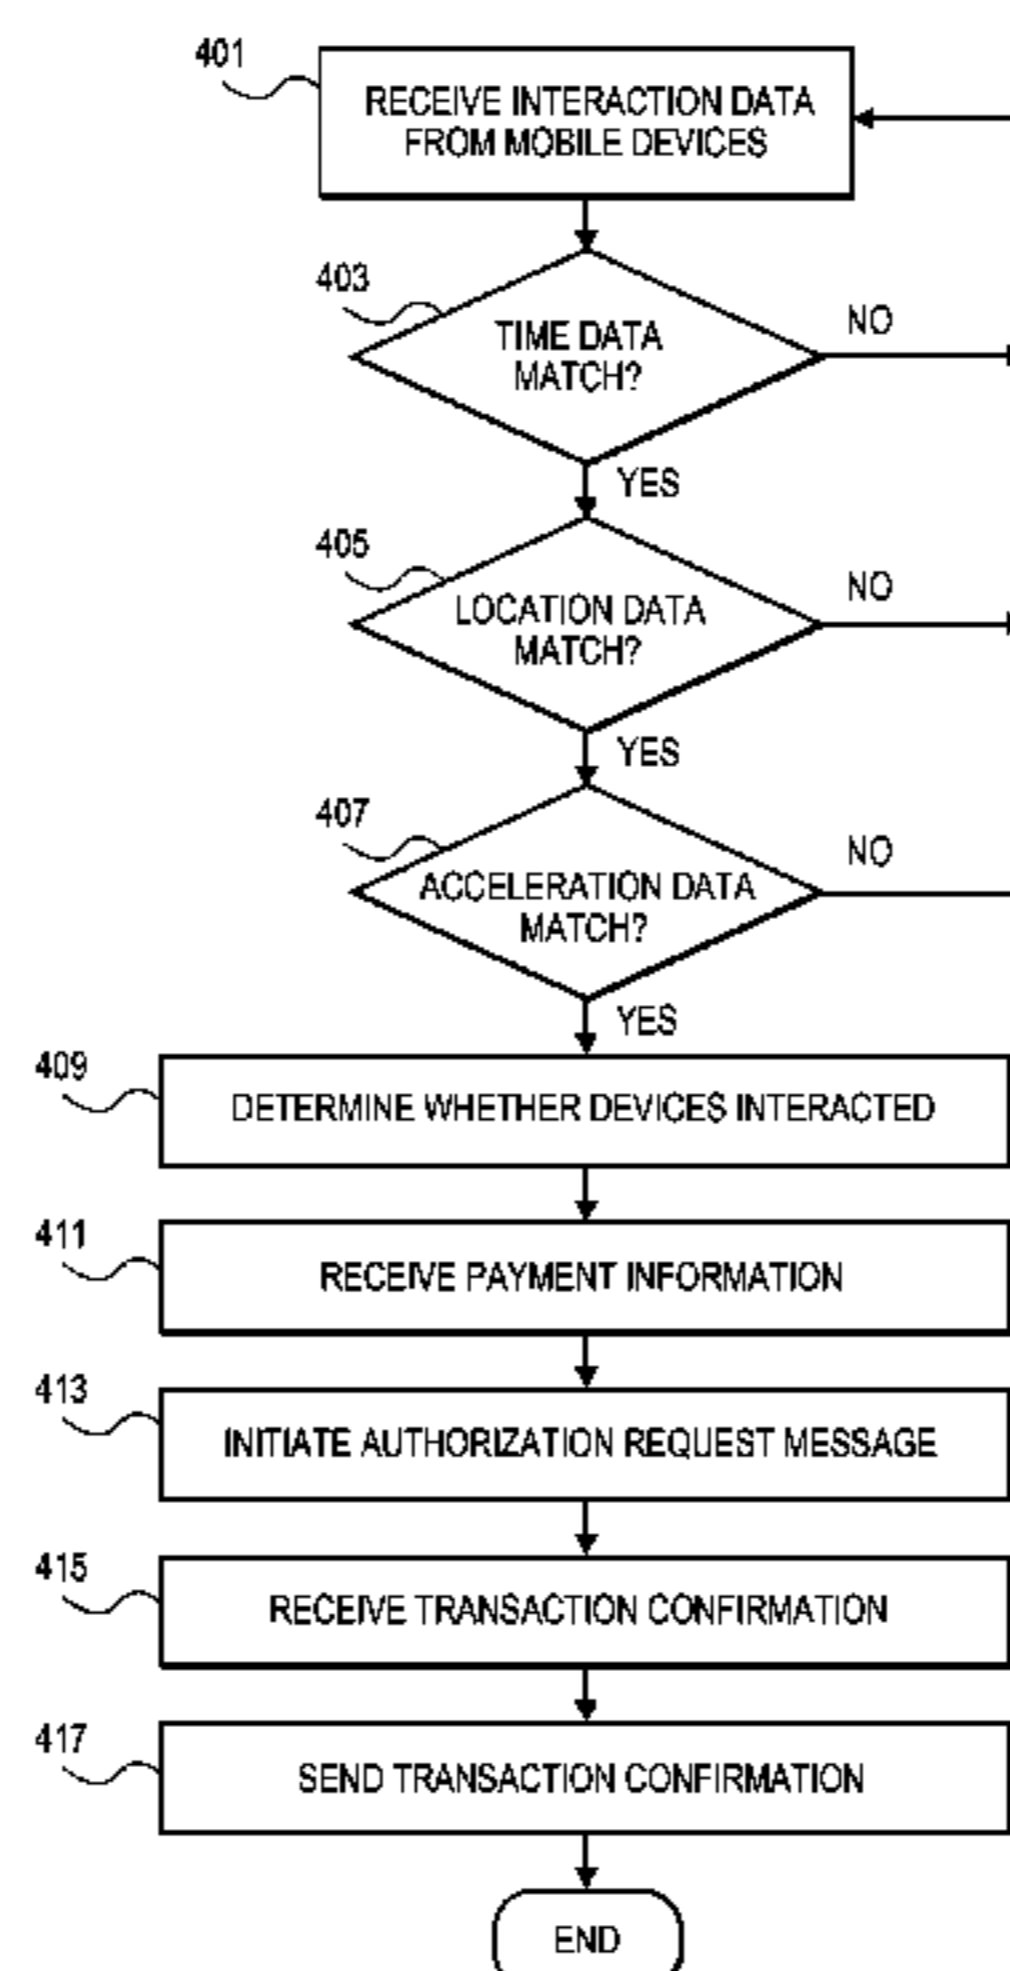 401
RECEIVE INTERACTION DATA
FROM MOBILE DEVICES
403
TIME DATA
MATCH?
NO
YES
405
LOCATION DATA
MATCH?
NO
YES
407
ACCELERATION DATA
MATCH?
NO
YES
409
DETERMINE WHETHER DEVICES INTERACTED
411
RECEIVE PAYMENT INFORMATION
413
INITIATE AUTHORIZATION REQUEST MESSAGE
415
RECEIVE TRANSACTION CONFIRMATION
417
SEND TRANSACTION CONFIRMATION
END